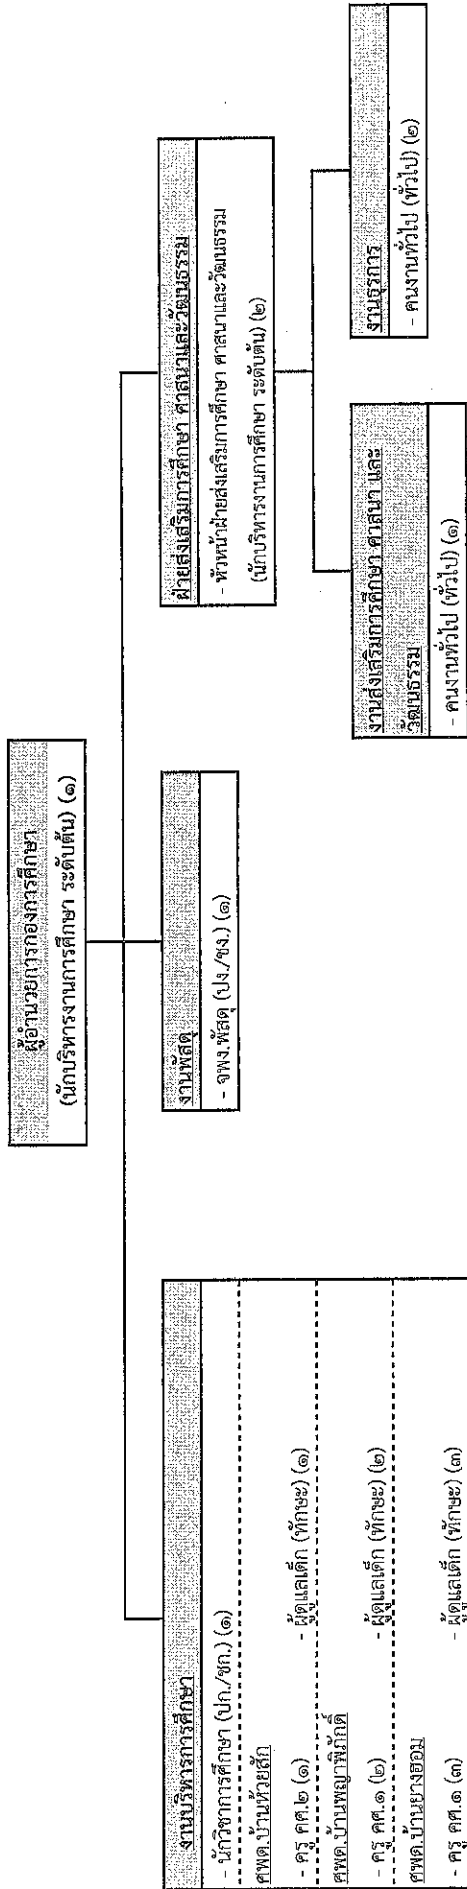 ผู้อำนวยการกองการศึกษา
(นักบริหารงานการศึกษา ระดับต้น) (๑)
งานบริหารการศึกษา
- นักวิชาการศึกษา (ปก./ชก.) (๑)
ศพด.บ้านห้วยสัก
- ครู คศ.๒ (๑) - ผู้ดูแลเด็ก (ทักษะ) (๑)
ศพด.บ้านพญาพิภักดิ์
- ครู คศ.๑ (๒) - ผู้ดูแลเด็ก (ทักษะ) (๒)
ศพด.บ้านยางฮอม
- ครู คศ.๑ (๓) - ผู้ดูแลเด็ก (ทักษะ) (๓)
งานพัสดุ
- จพง.พัสดุ (ปง./ชง.) (๑)
ฝ่ายส่งเสริมการศึกษา ศาสนาและวัฒนธรรม
- หัวหน้าฝ่ายส่งเสริมการศึกษา ศาสนาและวัฒนธรรม
(นักบริหารงานการศึกษา ระดับต้น) (๒)
งานส่งเสริมการศึกษา ศาสนา และ
วัฒนธรรม
- คนงานทั่วไป (ทั่วไป) (๑)
งานธุรการ
- คนงานทั่วไป (ทั่วไป) (๒)